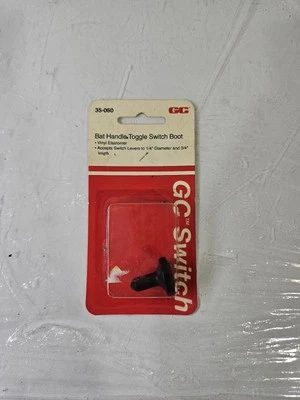 35-060 GC
Bat Handle Toggle Switch Boot
• Vinyl Elastomer
• Accepts Switch Levers to 1/4" Diameter and 3/4"
length
GC™ Switch